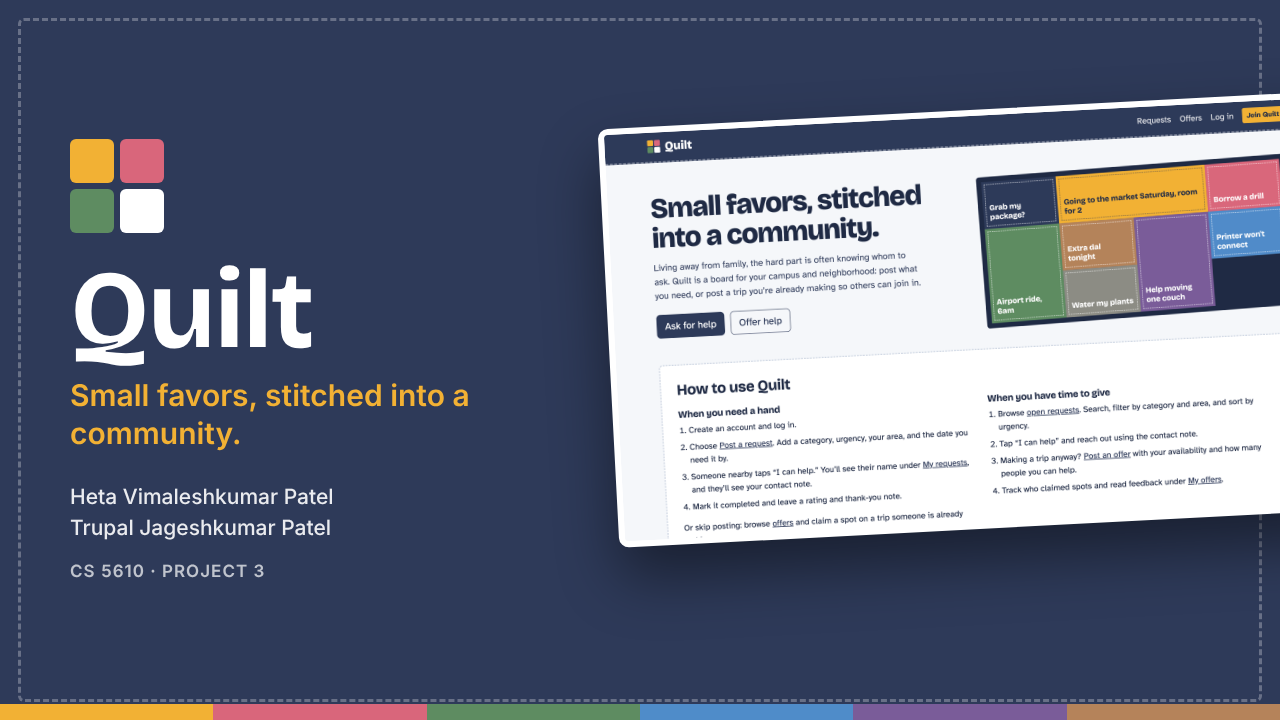 Quilt
Small favors, stitched into a
community.
Heta Vimaleshkumar Patel
Trupal Jageshkumar Patel
CS 5610 · PROJECT 3
Quilt
Requests Offers Log in Join Quilt
Small favors, stitched
into a community.
Living away from family, the hard part is often knowing whom to
ask. Quilt is a board for your campus and neighborhood: post what
you need, or post a trip you're already making so others can join in.
Ask for help Offer help
Grab my
package?
Going to the market Saturday, room
for 2
Borrow a drill
Airport ride,
6am
Extra dal
tonight
Water my plants
Help moving
one couch
Printer won't
connect
How to use Quilt
When you need a hand
1. Create an account and log in.
2. Choose Post a request. Add a category, urgency, your area, and the date you
need it by.
3. Someone nearby taps “I can help.” You'll see their name under My requests,
and they'll see your contact note.
4. Mark it completed and leave a rating and thank-you note.
Or skip posting: browse offers and claim a spot on a trip someone is already
When you have time to give
1. Browse open requests. Search, filter by category and area, and sort by
urgency.
2. Tap “I can help” and reach out using the contact note.
3. Making a trip anyway? Post an offer with your availability and how many
people you can help.
4. Track who claimed spots and read feedback under My offers.